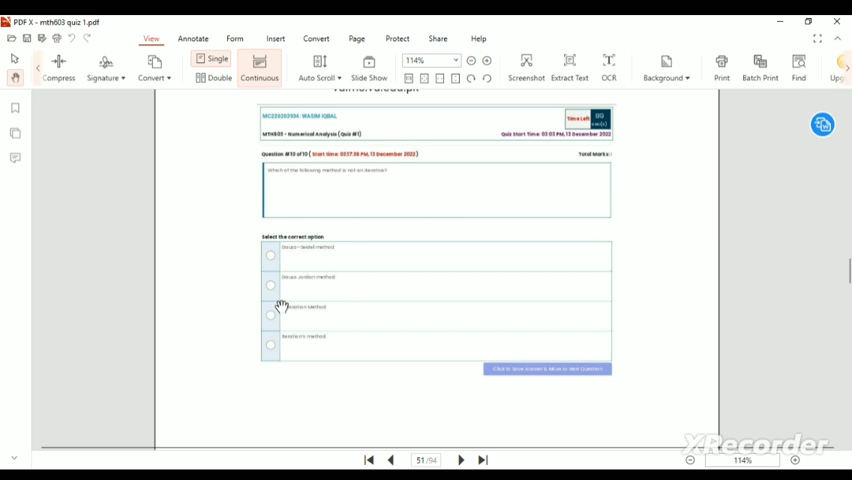 PDF X - mth603 quiz 1.pdf
View Annotate Form Insert Convert Page Protect Share Help
Compress Signature Convert Single Double Continuous Auto Scroll Slide Show 114% Screenshot Extract Text OCR Background Print Batch Print Find
MC220203934: WASIM IQBAL
Time Left
MTH603 - Numerical Analysis (Quiz #1)
Quiz Start Time: 03:03 PM, 13 December 2022
Question # 10 of 10 ( Start time: 03:17:38 PM, 13 December 2022 )
Total Marks:
Which of the following method is not an iterative?
Select the correct option
Gauss-Seidel method
Gauss Jordan method
Method
Iteration's method
Click to Save Answer & Move to Next Question
XRecorder
51/94
114%